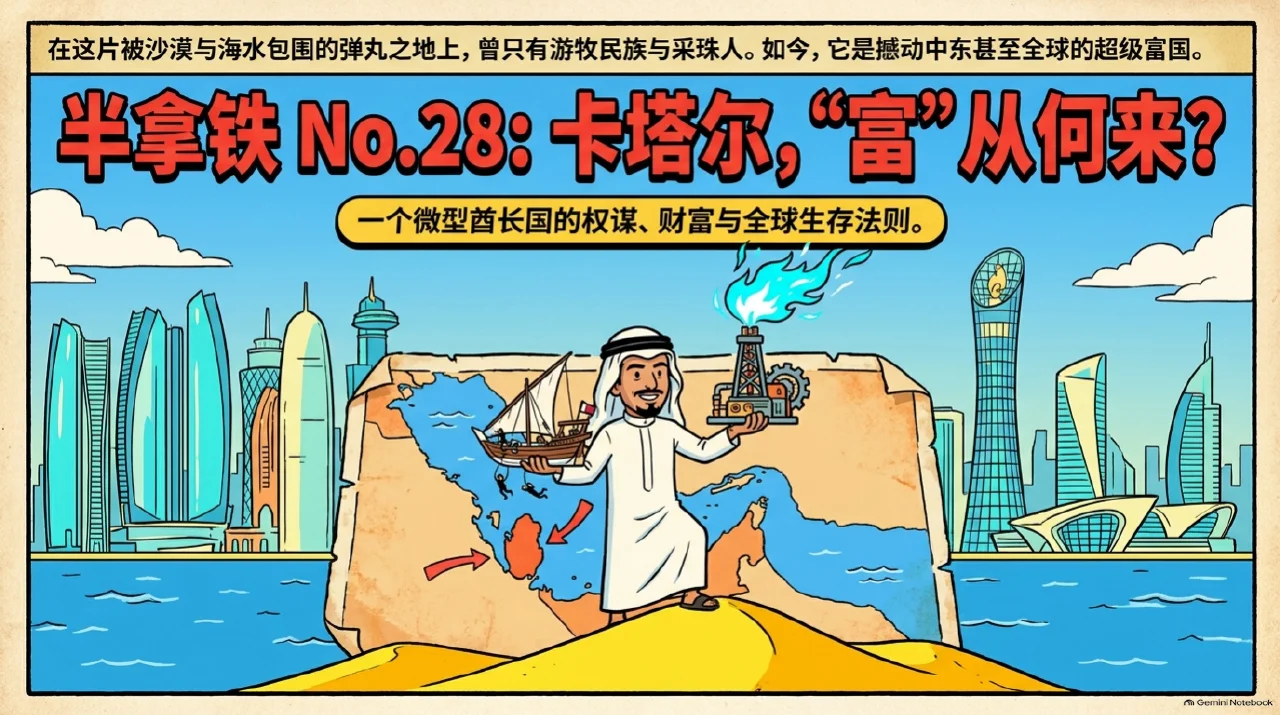 在这片被沙漠与海水包围的弹丸之地上，曾只有游牧民族与采珠人。如今，它是撼动中东甚至全球的超级富国。
半拿铁 No.28：卡塔尔，“富”从何来？
一个微型酋长国的权谋、财富与全球生存法则。
Gemini Notebook